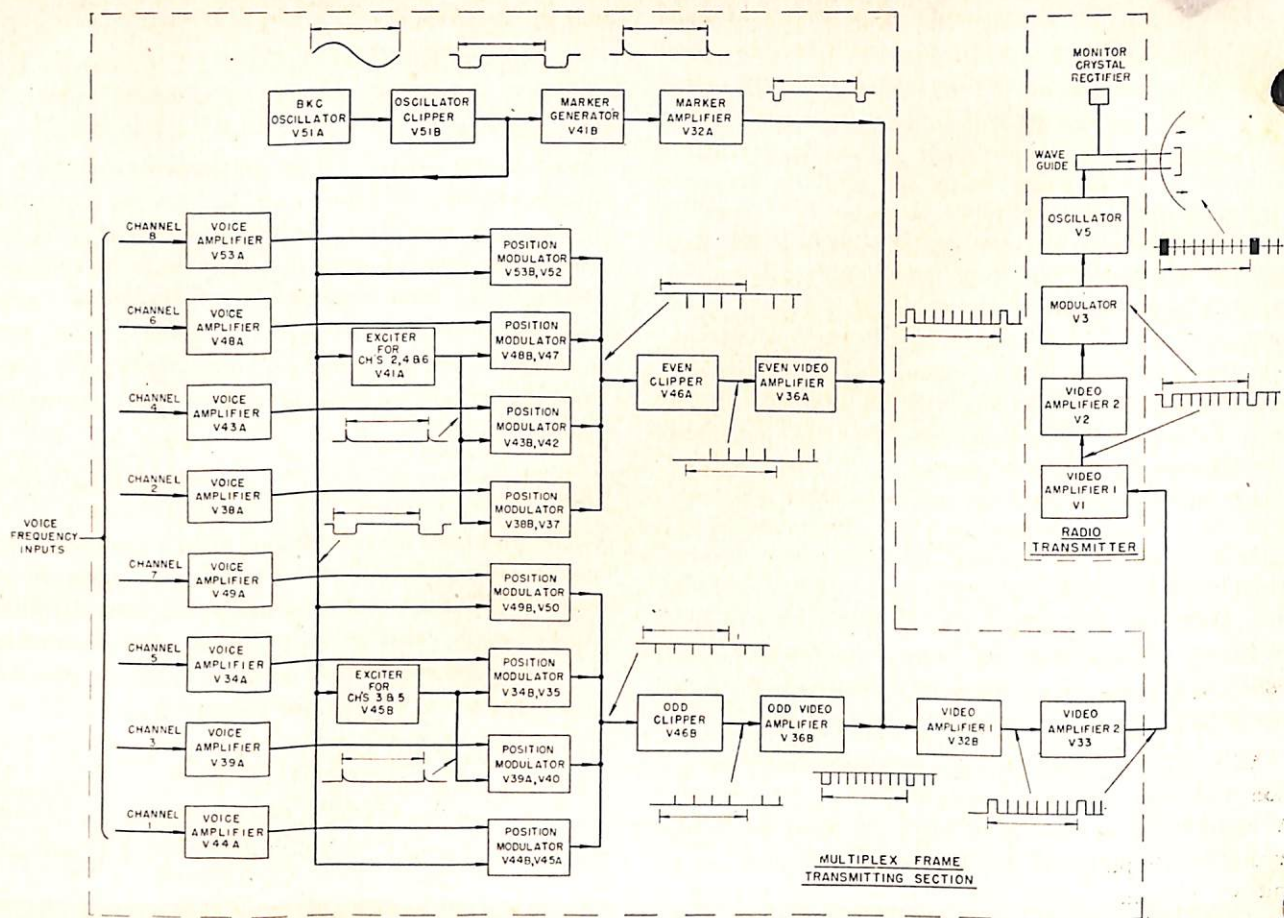 BKC
OSCILLATOR
V51A
OSCILLATOR
CLIPPER
V51B
MARKER
GENERATOR
V41B
MARKER
AMPLIFIER
V32A
MONITOR
CRYSTAL
RECTIFIER
WAVE
GUIDE
OSCILLATOR
V5
MODULATOR
V3
VIDEO
AMPLIFIER 2
V2
VIDEO
AMPLIFIER 1
V1
RADIO
TRANSMITTER
VOICE
FREQUENCY
INPUTS
CHANNEL
8
VOICE
AMPLIFIER
V53A
POSITION
MODULATOR
V53B, V52
CHANNEL
6
VOICE
AMPLIFIER
V48A
EXCITER
FOR
CH'S 2, 4 & 6
V41A
POSITION
MODULATOR
V48B, V47
CHANNEL
4
VOICE
AMPLIFIER
V43A
POSITION
MODULATOR
V43B, V42
EVEN
CLIPPER
V46A
EVEN VIDEO
AMPLIFIER
V36A
CHANNEL
2
VOICE
AMPLIFIER
V38A
POSITION
MODULATOR
V38B, V37
CHANNEL
7
VOICE
AMPLIFIER
V49A
POSITION
MODULATOR
V49B, V50
CHANNEL
5
VOICE
AMPLIFIER
V34A
EXCITER
FOR
CH'S 3 & 5
V45B
POSITION
MODULATOR
V34B, V35
CHANNEL
3
VOICE
AMPLIFIER
V39A
POSITION
MODULATOR
V39A, V40
ODD
CLIPPER
V46B
ODD VIDEO
AMPLIFIER
V36B
VIDEO
AMPLIFIER 1
V32B
VIDEO
AMPLIFIER 2
V33
CHANNEL
1
VOICE
AMPLIFIER
V44A
POSITION
MODULATOR
V44B, V45A
MULTIPLEX FRAME
TRANSMITTING SECTION